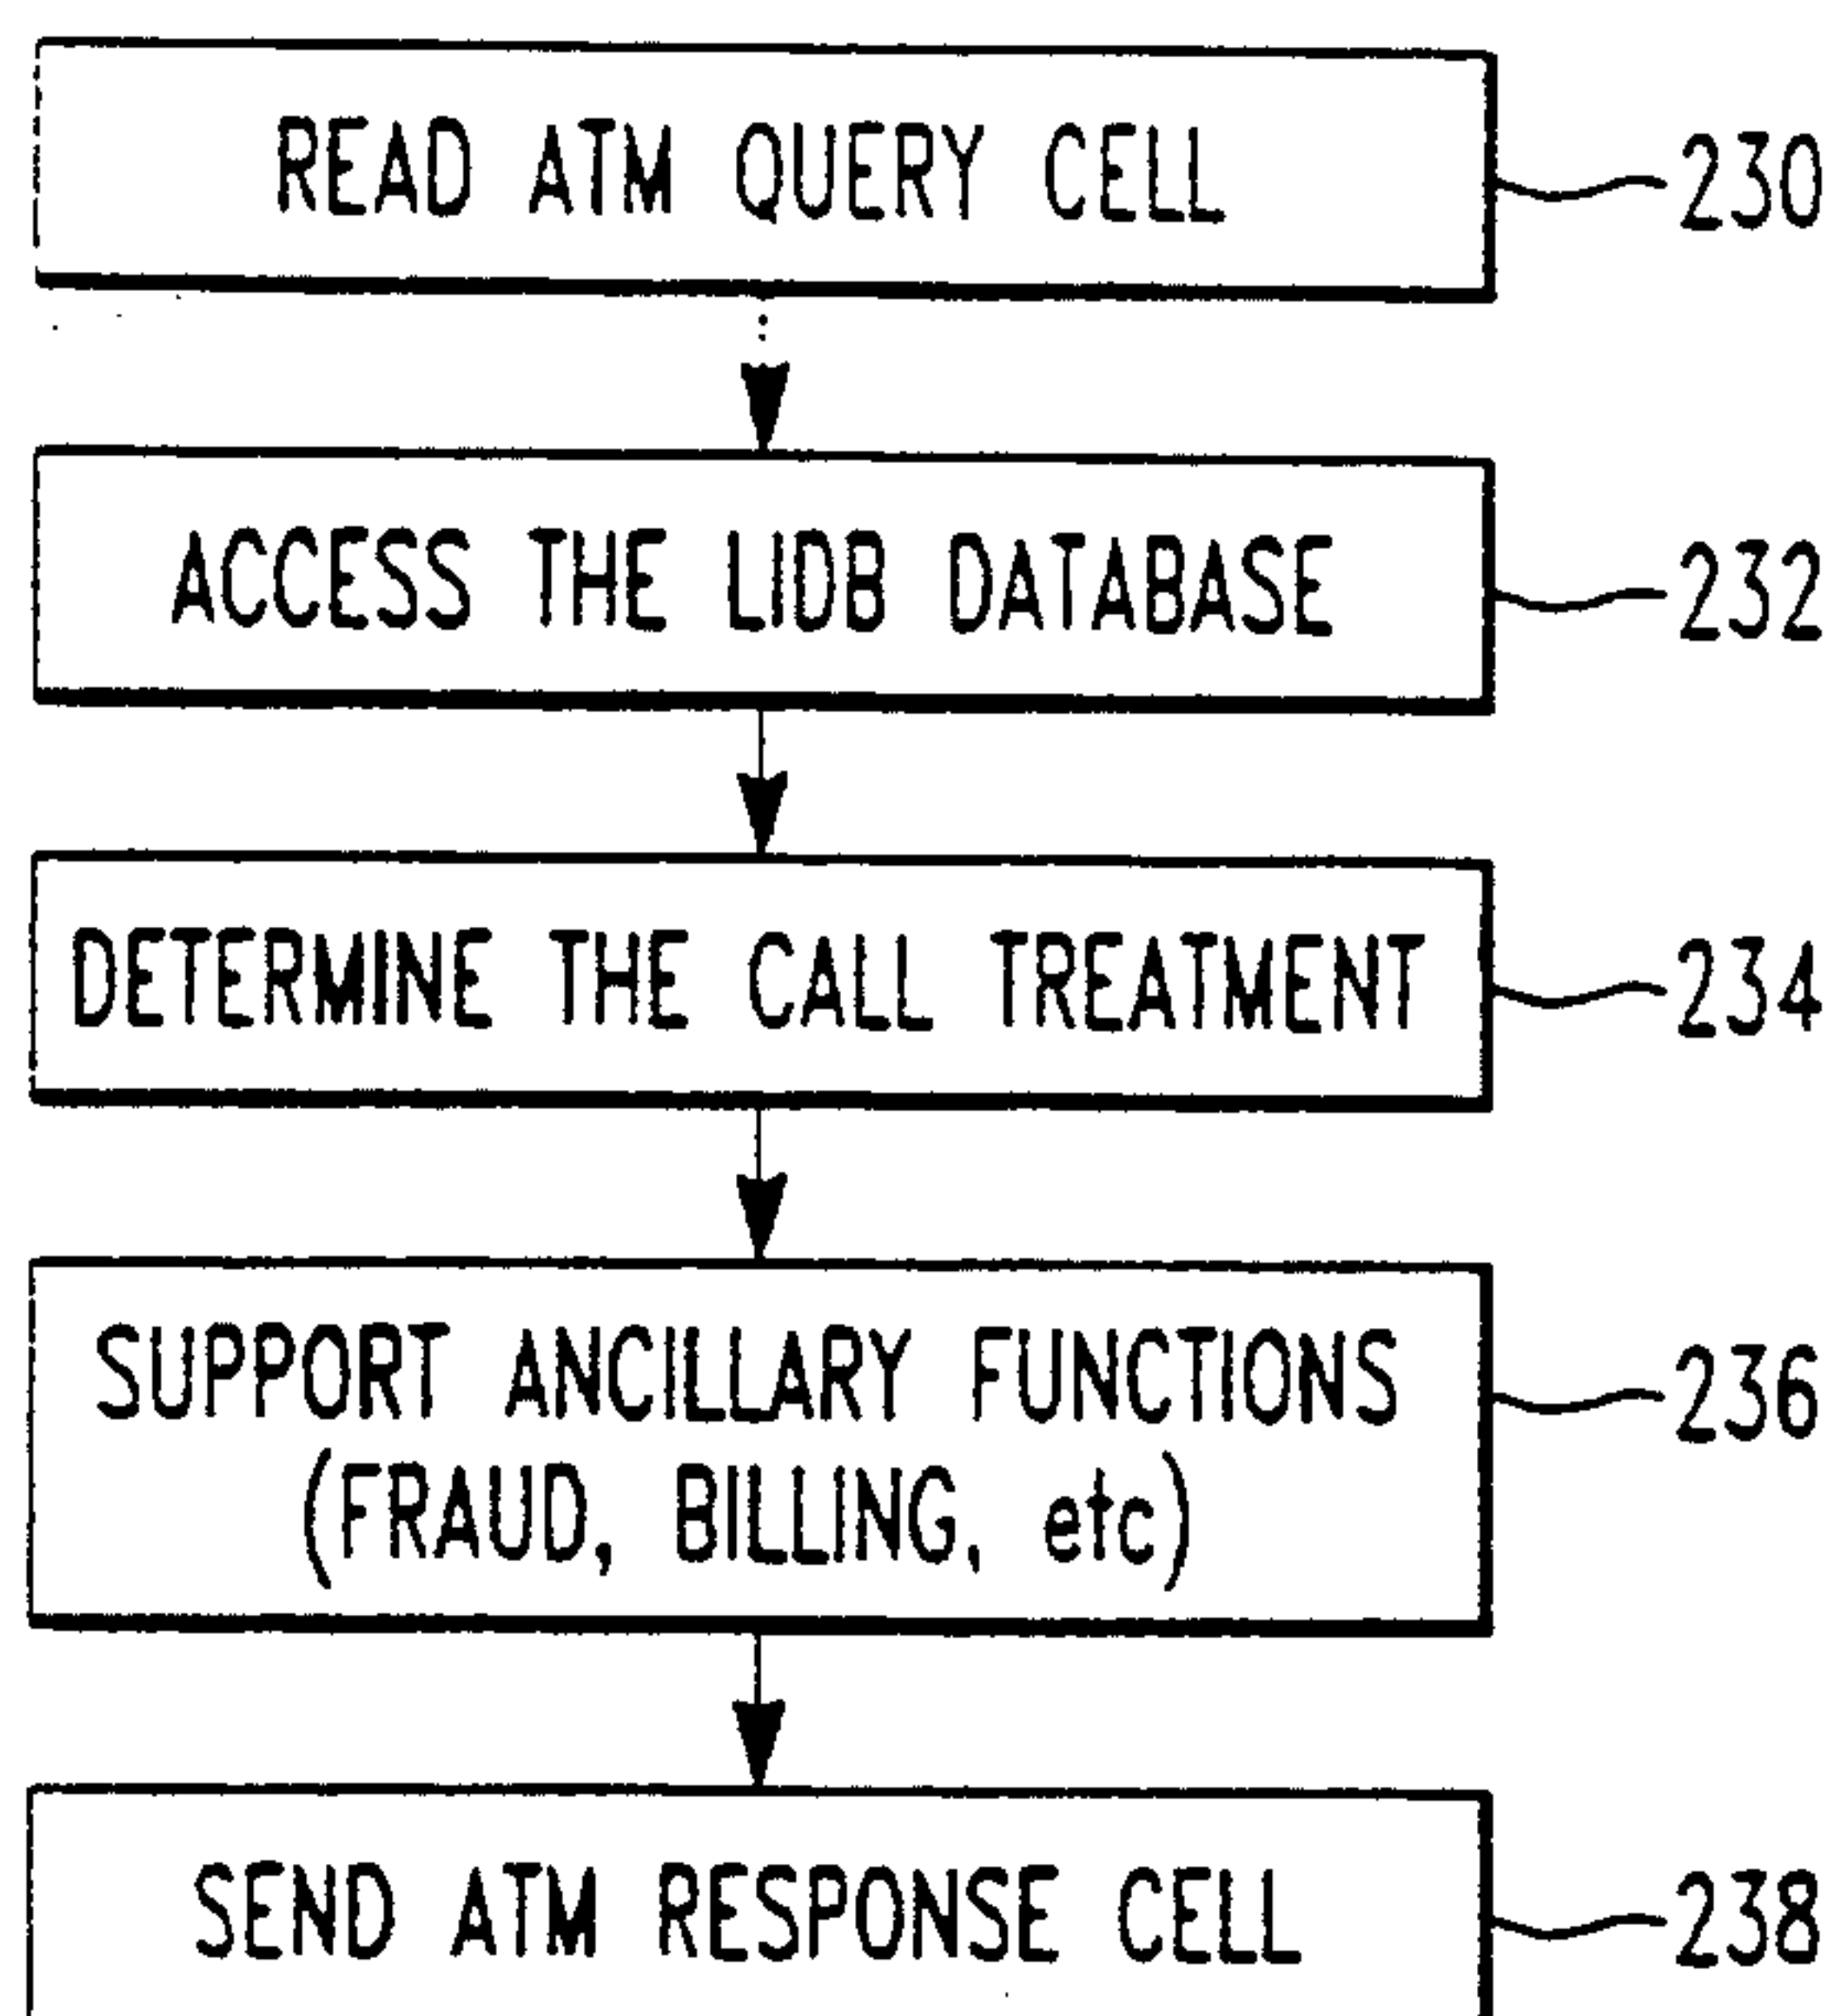 READ ATM QUERY CELL
230
ACCESS THE LIDB DATABASE
232
DETERMINE THE CALL TREATMENT
234
SUPPORT ANCILLARY FUNCTIONS
(FRAUD, BILLING, etc)
236
SEND ATM RESPONSE CELL
238